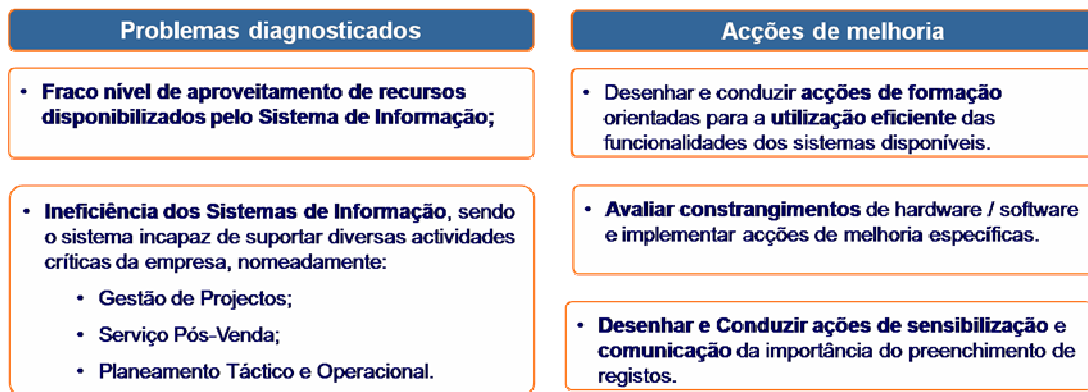 Problemas diagnosticados
• Fraco nível de aproveitamento de recursos
disponibilizados pelo Sistema de Informação;
• Ineficiência dos Sistemas de Informação, sendo
o sistema incapaz de suportar diversas actividades
críticas da empresa, nomeadamente:
• Gestão de Projectos;
• Serviço Pós-Venda;
• Planeamento Táctico e Operacional.
Acções de melhoria
• Desenhar e conduzir acções de formação
orientadas para a utilização eficiente das
funcionalidades dos sistemas disponíveis.
• Avaliar constrangimentos de hardware / software
e implementar acções de melhoria específicas.
• Desenhar e Conduzir ações de sensibilização e
comunicação da importância do preenchimento de
registos.